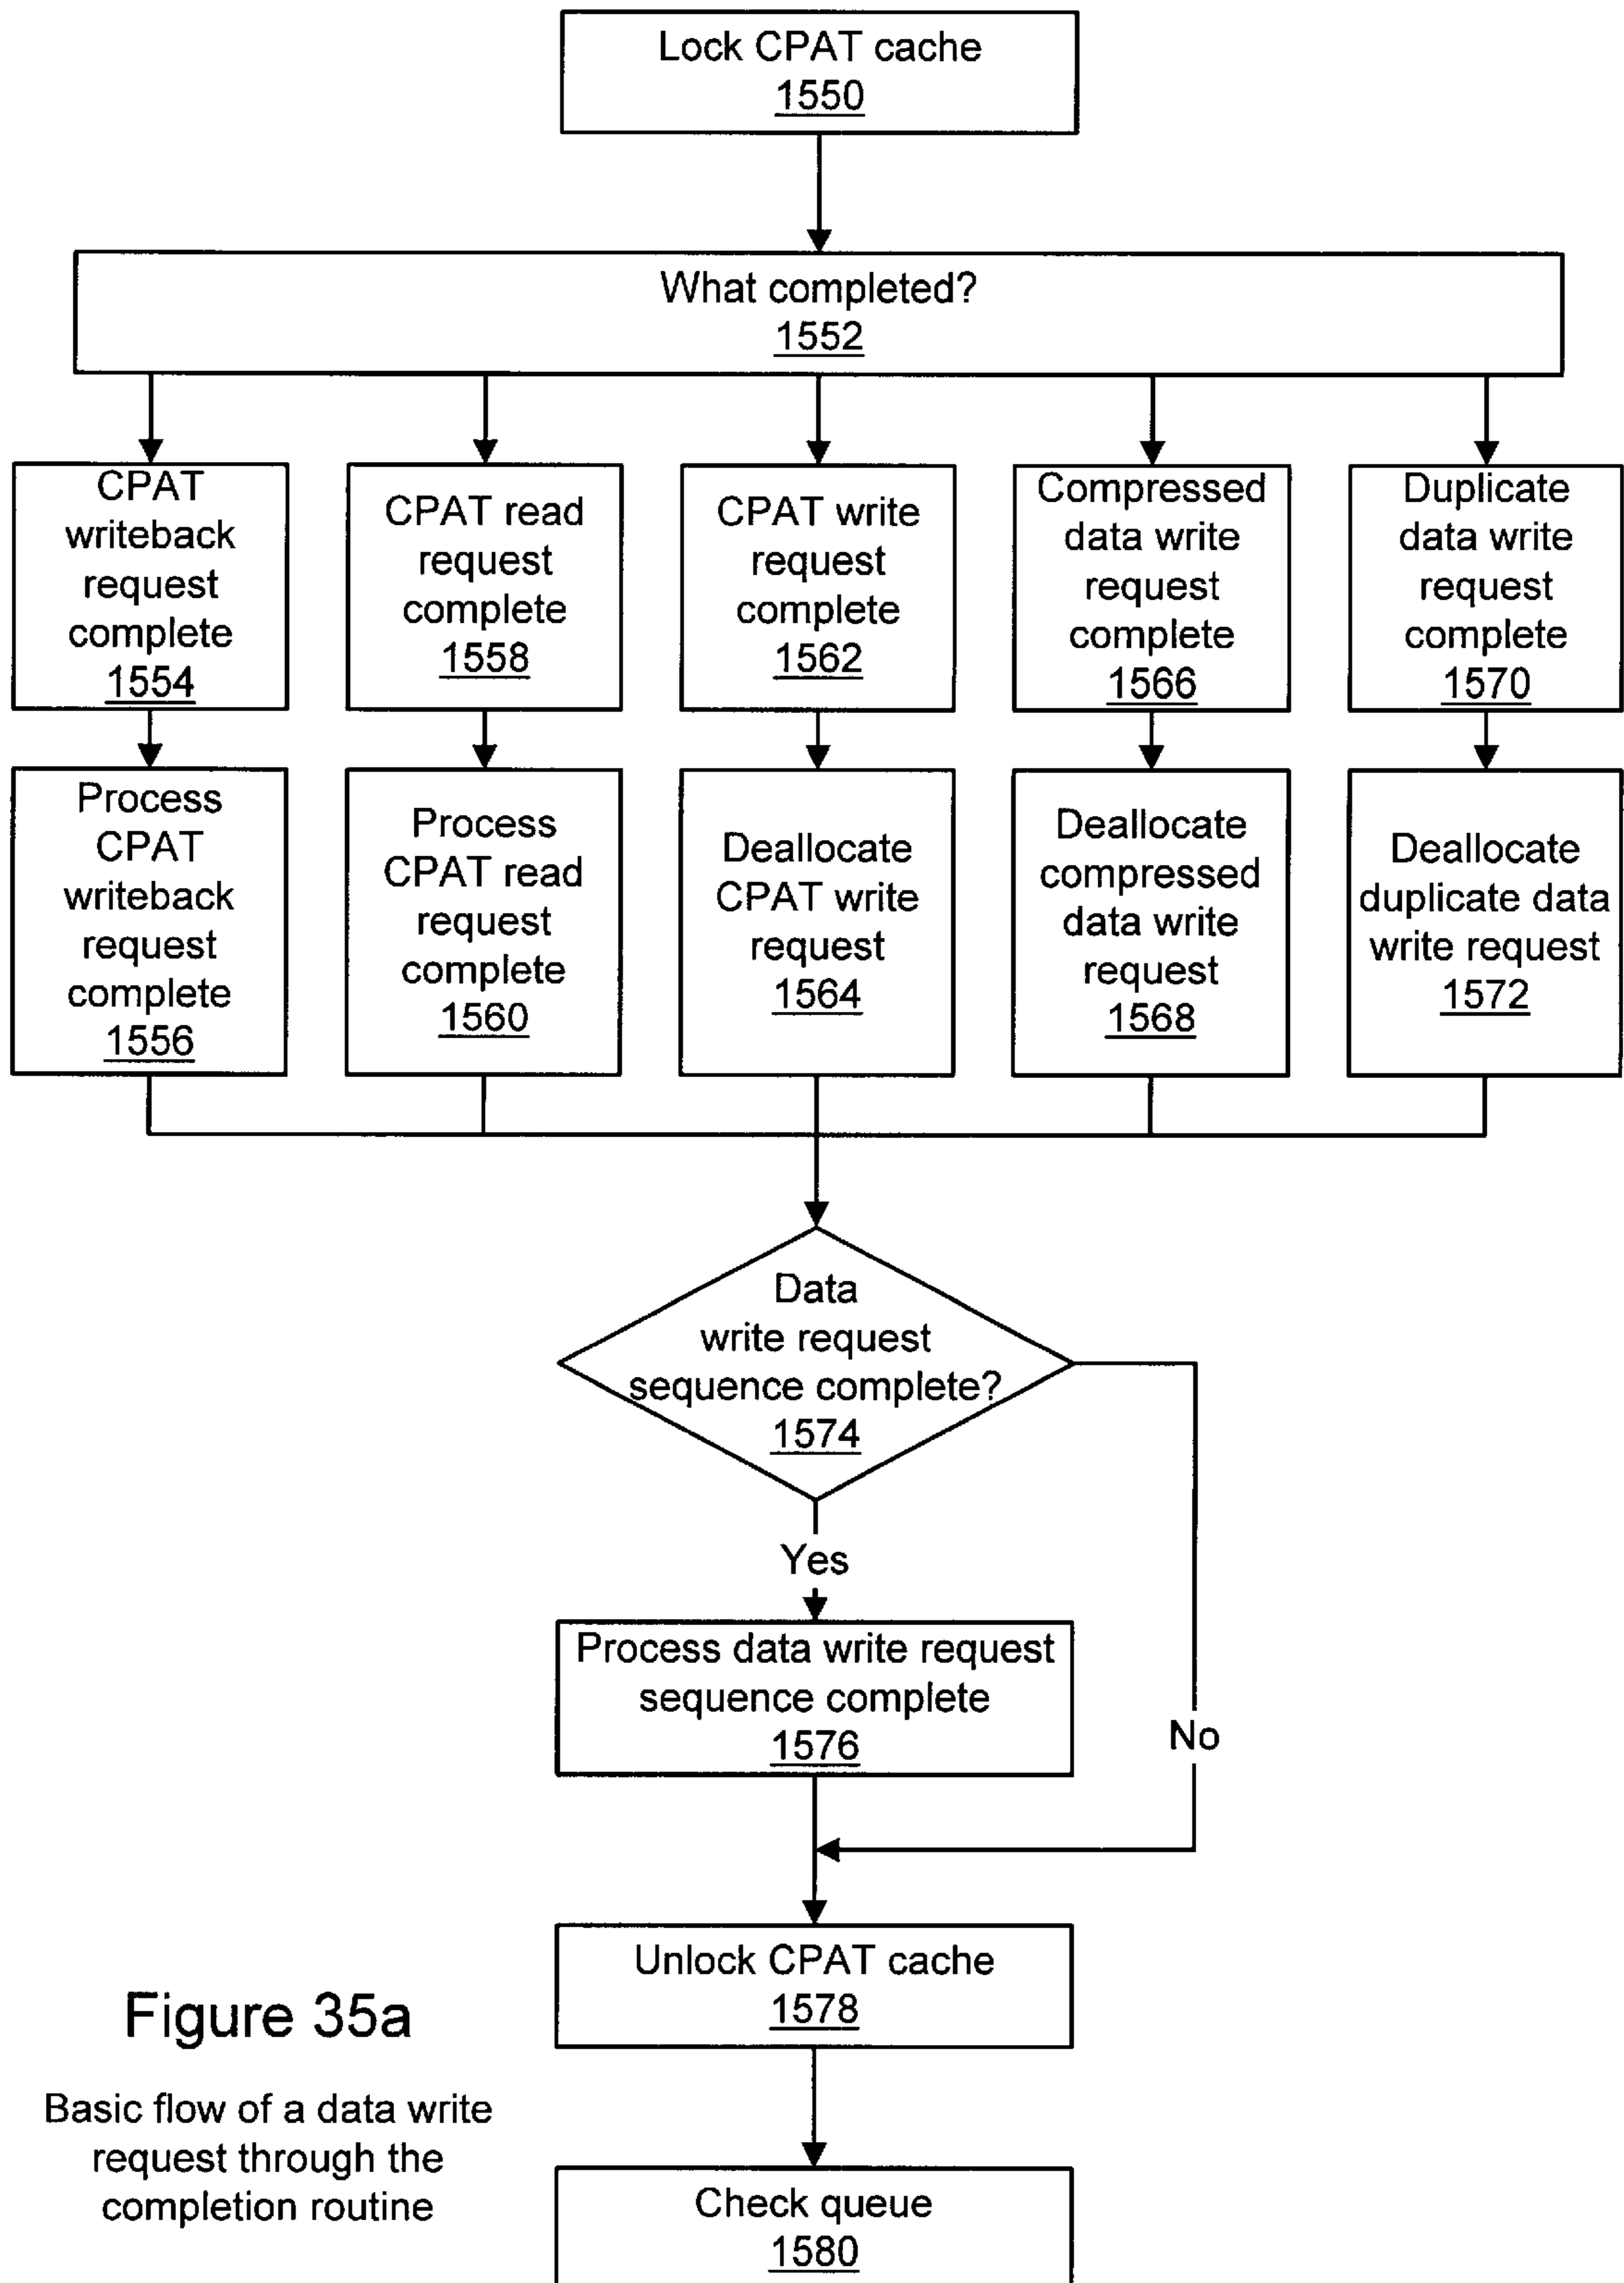 Lock CPAT cache
1550
What completed?
1552
CPAT
writeback
request
complete
1554
CPAT read
request
complete
1558
CPAT write
request
complete
1562
Compressed
data write
request
complete
1566
Duplicate
data write
request
complete
1570
Process
CPAT
writeback
request
complete
1556
Process
CPAT read
request
complete
1560
Deallocate
CPAT write
request
1564
Deallocate
compressed
data write
request
1568
Deallocate
duplicate data
write request
1572
Data
write request
sequence complete?
1574
Yes
Process data write request
sequence complete
1576
No
Unlock CPAT cache
1578
Figure 35a
Basic flow of a data write
request through the
completion routine
Check queue
1580